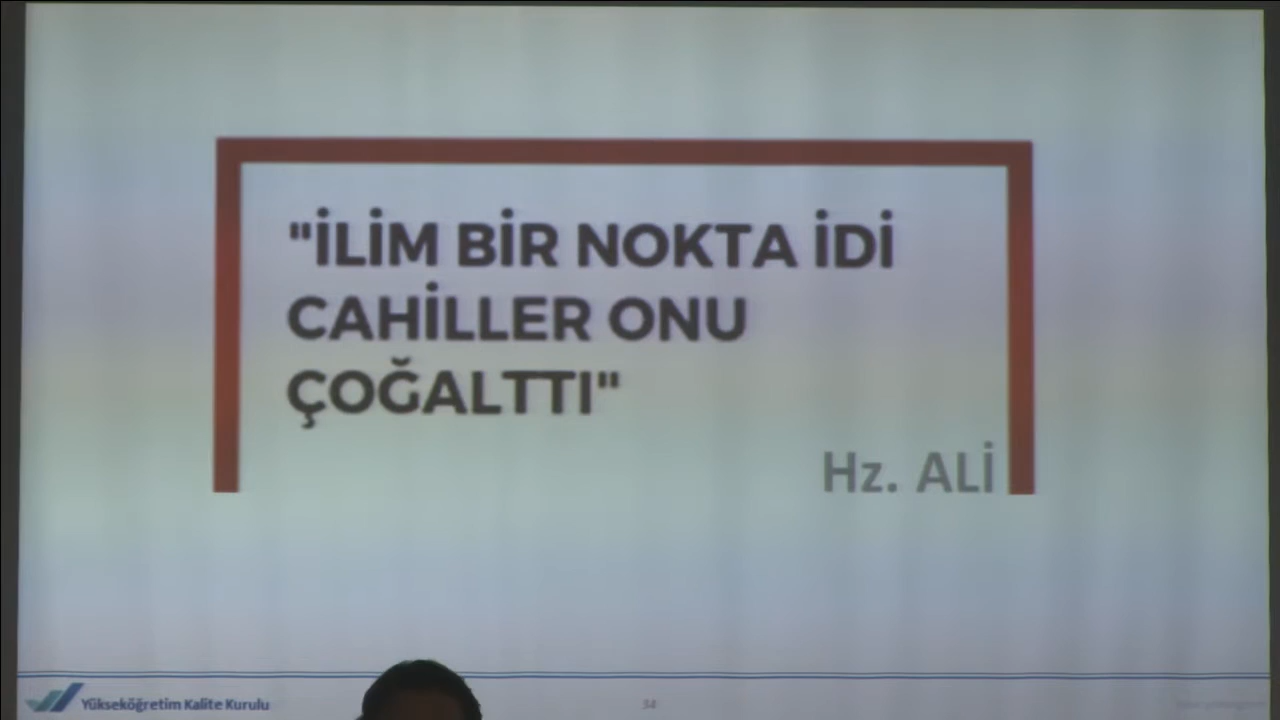 "İLİM BİR NOKTA İDİ
CAHİLLER ONU
ÇOĞALTTI"
Hz. ALİ
Yükseköğretim Kalite Kurulu
34